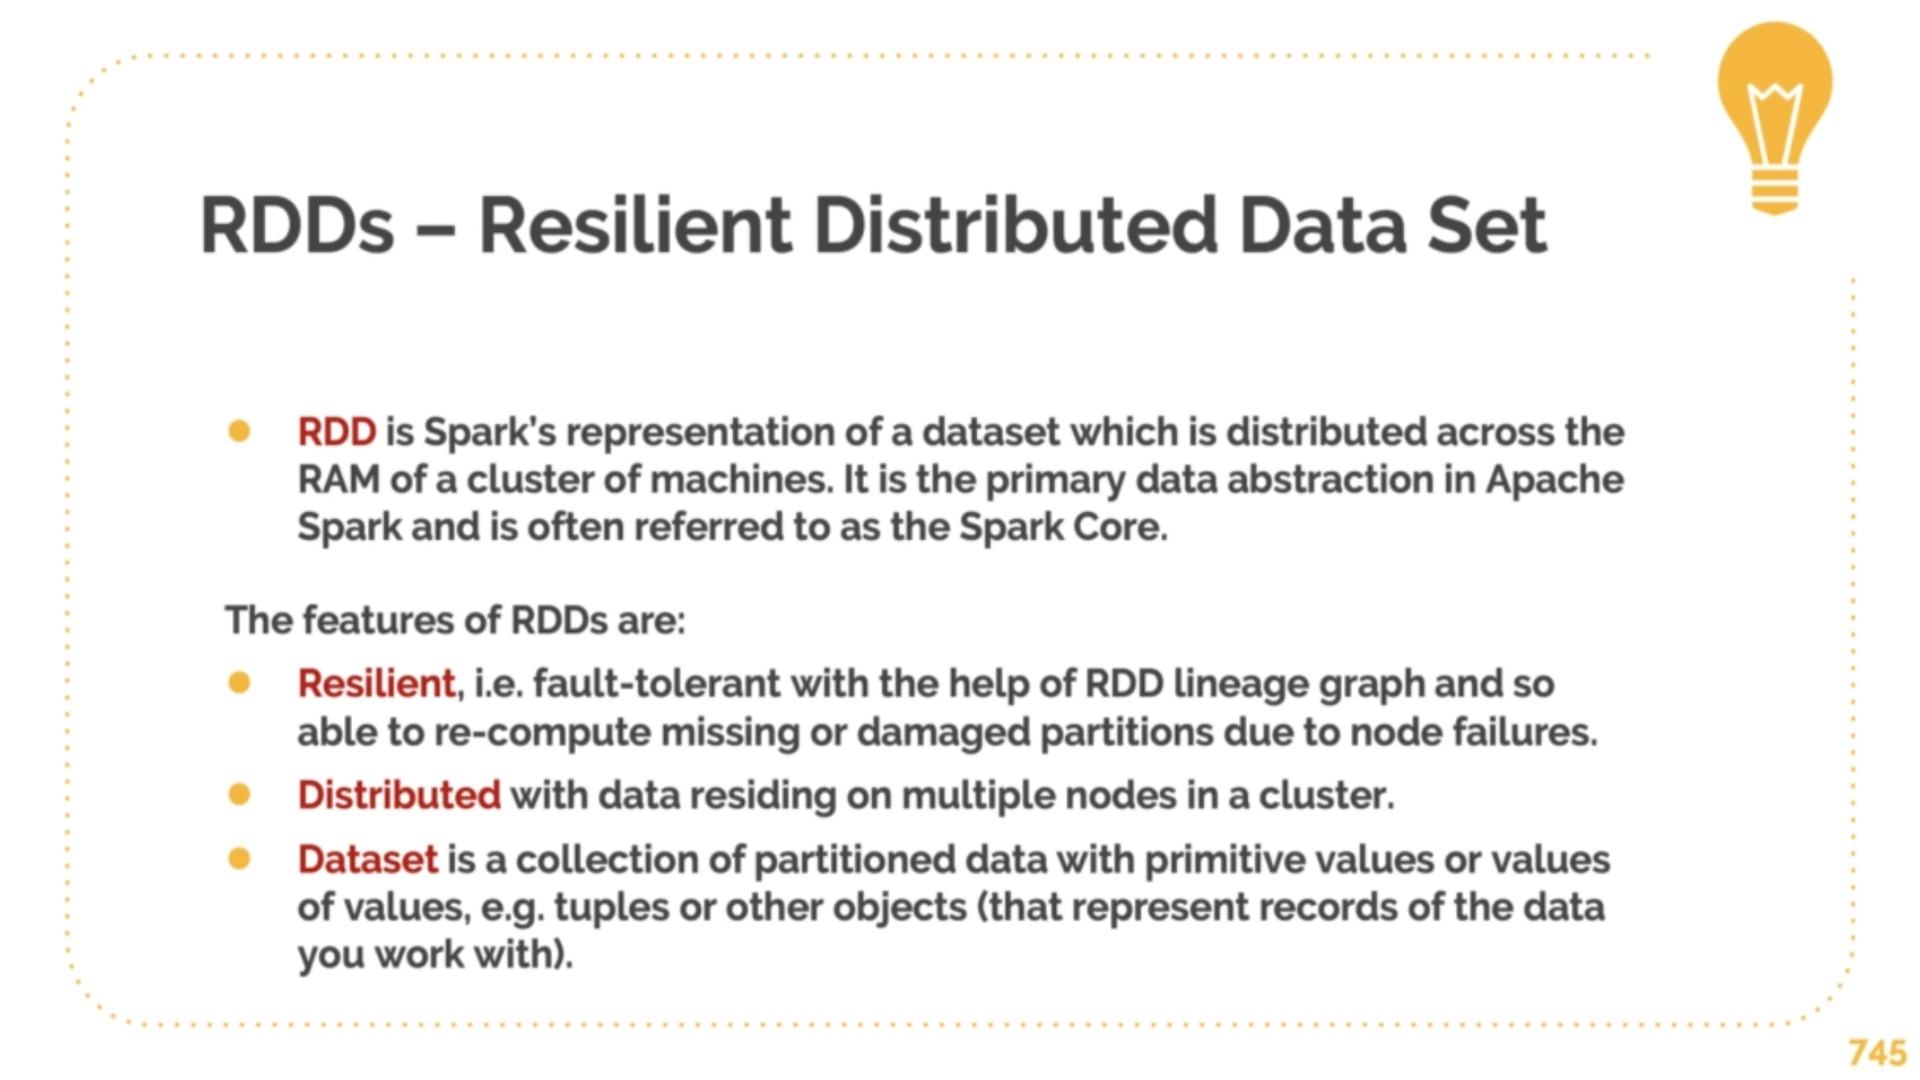 RDDs – Resilient Distributed Data Set
RDD is Spark's representation of a dataset which is distributed across the
RAM of a cluster of machines. It is the primary data abstraction in Apache
Spark and is often referred to as the Spark Core.
The features of RDDs are:
Resilient, i.e. fault-tolerant with the help of RDD lineage graph and so
able to re-compute missing or damaged partitions due to node failures.
Distributed with data residing on multiple nodes in a cluster.
Dataset is a collection of partitioned data with primitive values or values
of values, e.g. tuples or other objects (that represent records of the data
you work with).
745